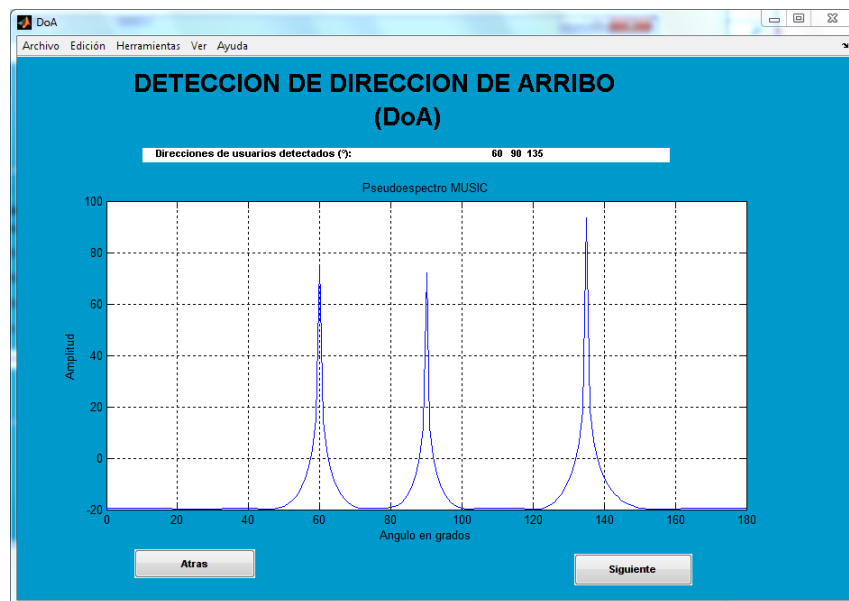 DoA
Archivo Edición Herramientas Ver Ayuda
DETECCION DE DIRECCION DE ARRIBO
(DoA)
Direcciones de usuarios detectados (°): 60 90 135
Pseudoespectro MUSIC
100
80
60
40
20
0
-20
Amplitud
0 20 40 60 80 100 120 140 160 180
Angulo en grados
Atras
Siguiente